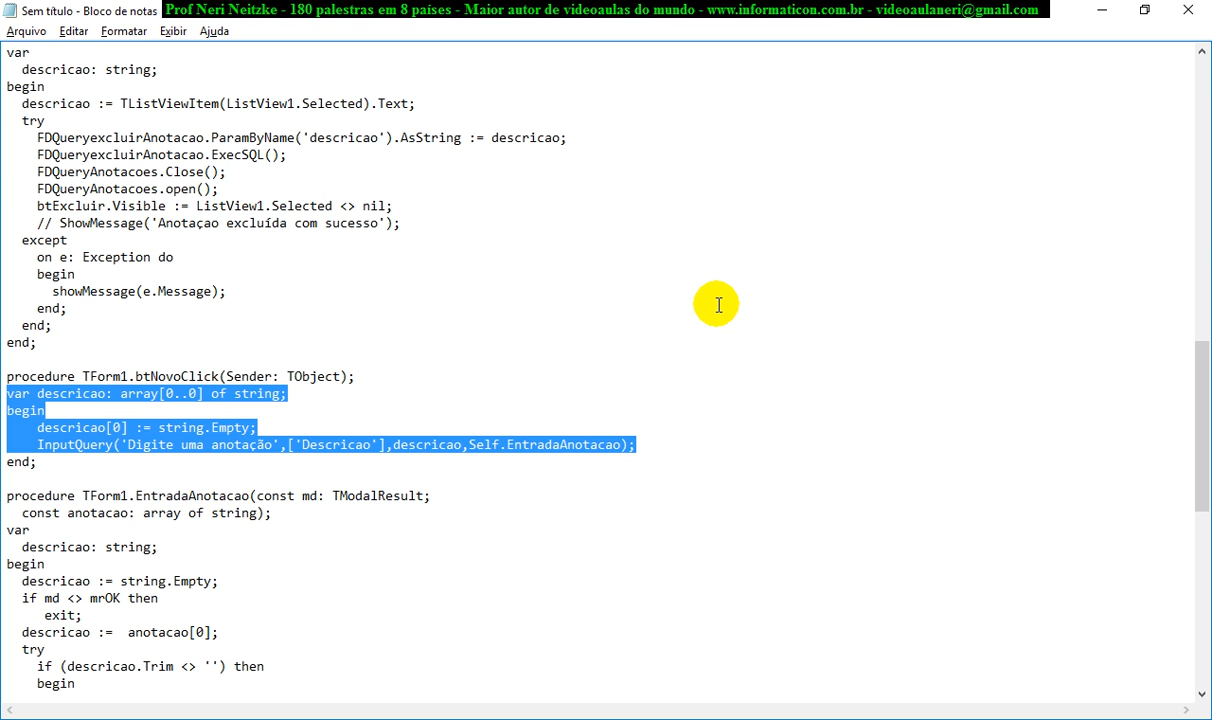 Sem título - Bloco de notas
Prof Neri Neitzke - 180 palestras em 8 países - Maior autor de videoaulas do mundo - www.informaticon.com.br - videoaulaneri@gmail.com
Arquivo Editar Formatar Exibir Ajuda
var
  descricao: string;
begin
  descricao := TListViewItem(ListView1.Selected).Text;
  try
    FDQueryexcluirAnotacao.ParamByName('descricao').AsString := descricao;
    FDQueryexcluirAnotacao.ExecSQL();
    FDQueryAnotacoes.Close();
    FDQueryAnotacoes.open();
    btExcluir.Visible := ListView1.Selected <> nil;
    // ShowMessage('Anotaçao excluída com sucesso');
  except
    on e: Exception do
    begin
      showMessage(e.Message);
    end;
  end;
end;
procedure TForm1.btNovoClick(Sender: TObject);
var descricao: array[0..0] of string;
begin
    descricao[0] := string.Empty;
    InputQuery('Digite uma anotação',['Descricao'],descricao,Self.EntradaAnotacao);
end;
procedure TForm1.EntradaAnotacao(const md: TModalResult;
  const anotacao: array of string);
var
  descricao: string;
begin
  descricao := string.Empty;
  if md <> mrOK then
     exit;
  descricao :=  anotacao[0];
  try
    if (descricao.Trim <> '') then
    begin